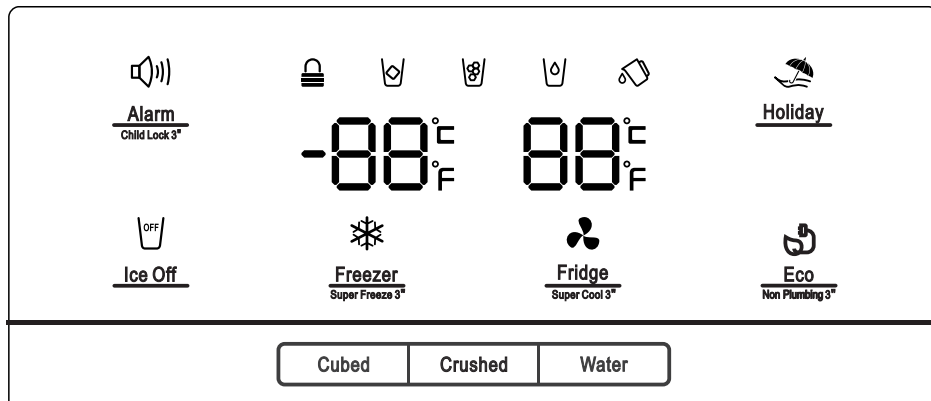 Alarm
Child Lock 3"
-88 °C °F
88 °C °F
Holiday
OFF
Ice Off
Freezer
Super Freeze 3"
Fridge
Super Cool 3"
Eco
Non Plumbing 3"
Cubed
Crushed
Water